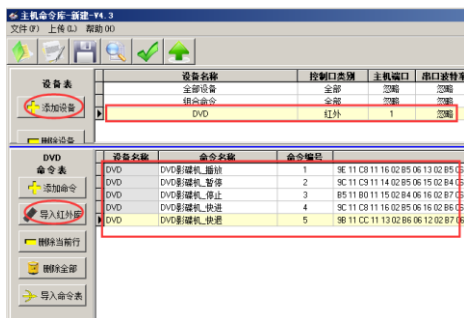 主机命令库-新建-V4.3
文件(F) 上传(L) 帮助(X)
设备表
添加设备
删除设备
设备名称 控制口类别 主机端口 串口波特率
全部设备 全部 忽略 忽略
组合命令 全部 忽略 忽略
DVD 红外 1 忽略
DVD
命令表
添加命令
导入红外库
删除当前行
删除全部
导入命令表
设备名称 命令名称 命令编号
DVD DVD影碟机_播放 1 9E 11 C8 11 16 02 B5 06 13 02 B5 06
DVD DVD影碟机_暂停 2 9C 11 C9 11 14 02 B5 06 15 02 B4 06
DVD DVD影碟机_停止 3 B5 11 B0 11 15 02 B4 06 16 02 B7 06
DVD DVD影碟机_快进 4 9C 11 C8 11 16 02 B5 06 16 02 B6 06
DVD DVD影碟机_快退 5 9B 11 CC 11 13 02 B6 06 12 02 B7 06